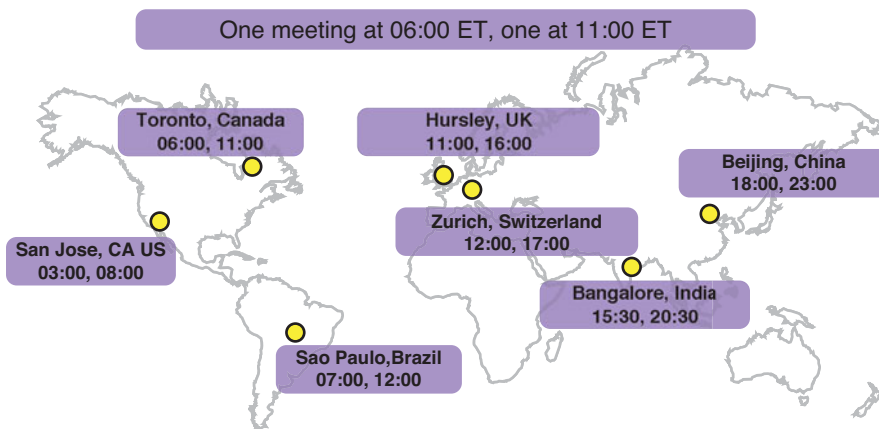 One meeting at 06:00 ET, one at 11:00 ET
Toronto, Canada
06:00, 11:00
Hursley, UK
11:00, 16:00
Beijing, China
18:00, 23:00
Zurich, Switzerland
12:00, 17:00
San Jose, CA US
03:00, 08:00
Bangalore, India
15:30, 20:30
Sao Paulo,Brazil
07:00, 12:00